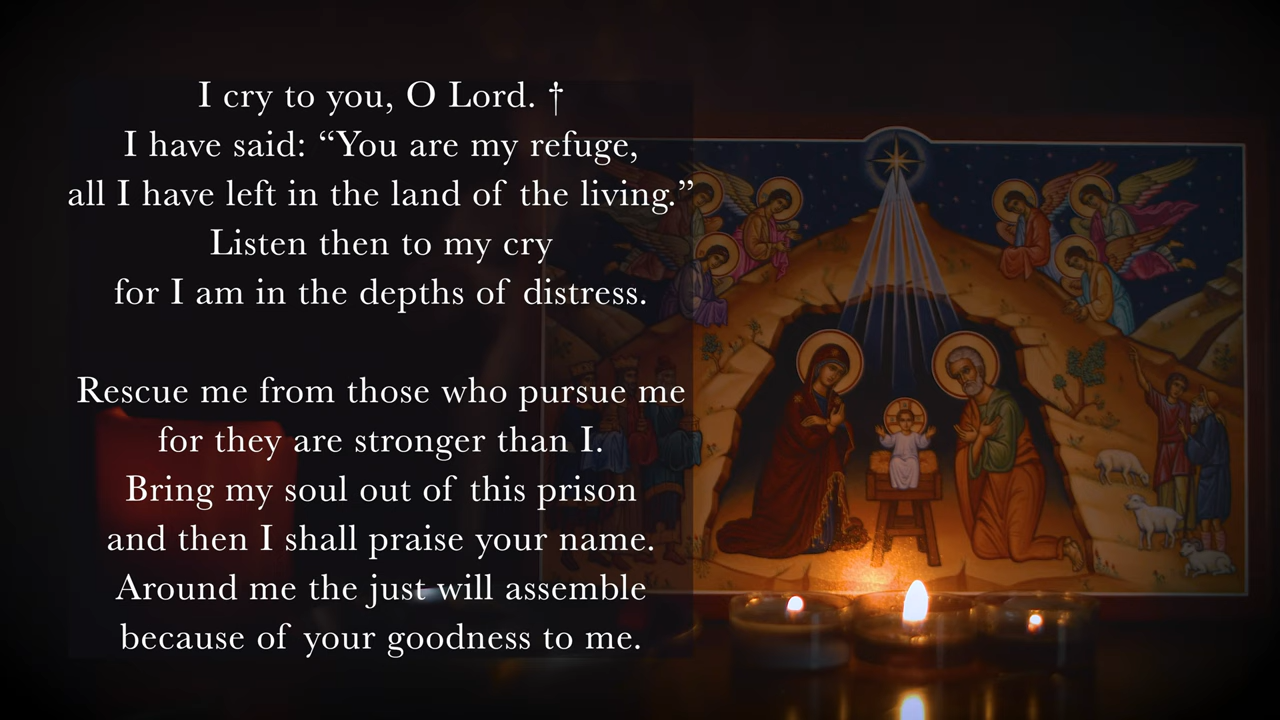 I cry to you, O Lord. †
I have said: “You are my refuge,
all I have left in the land of the living.”
Listen then to my cry
for I am in the depths of distress.
Rescue me from those who pursue me
for they are stronger than I.
Bring my soul out of this prison
and then I shall praise your name.
Around me the just will assemble
because of your goodness to me.